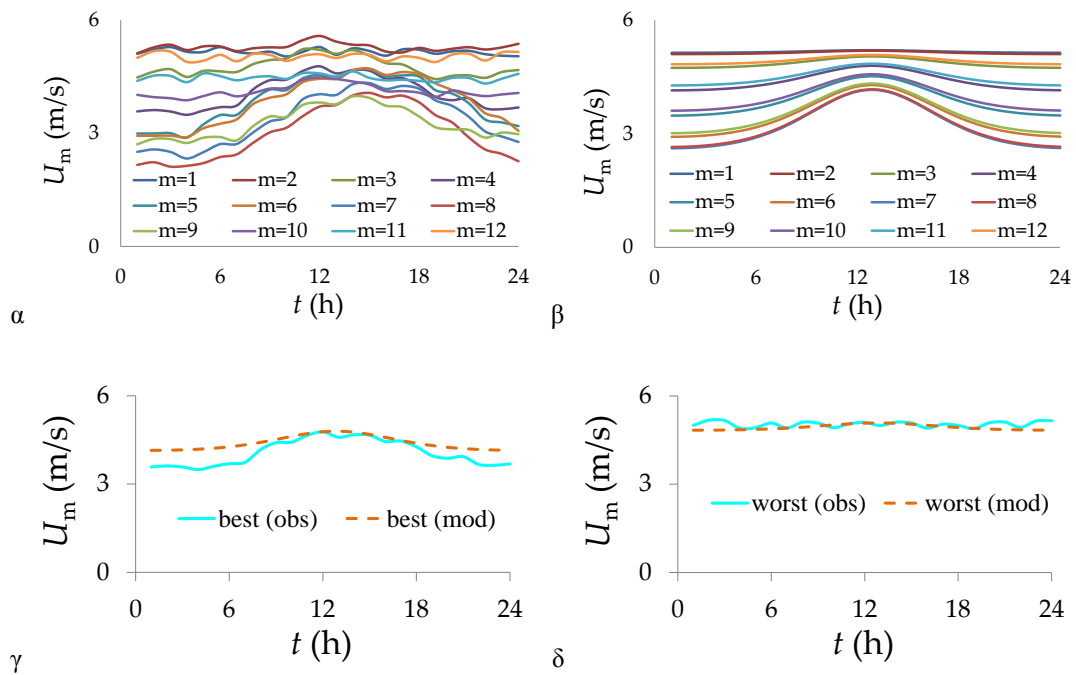 6
3
0
U_m (m/s)
m=1 m=2 m=3 m=4
m=5 m=6 m=7 m=8
m=9 m=10 m=11 m=12
0 6 12 18 24
t (h)
α
6
3
0
U_m (m/s)
m=1 m=2 m=3 m=4
m=5 m=6 m=7 m=8
m=9 m=10 m=11 m=12
0 6 12 18 24
t (h)
β
6
3
0
U_m (m/s)
best (obs) best (mod)
0 6 12 18 24
t (h)
γ
6
3
0
U_m (m/s)
worst (obs) worst (mod)
0 6 12 18 24
t (h)
δ